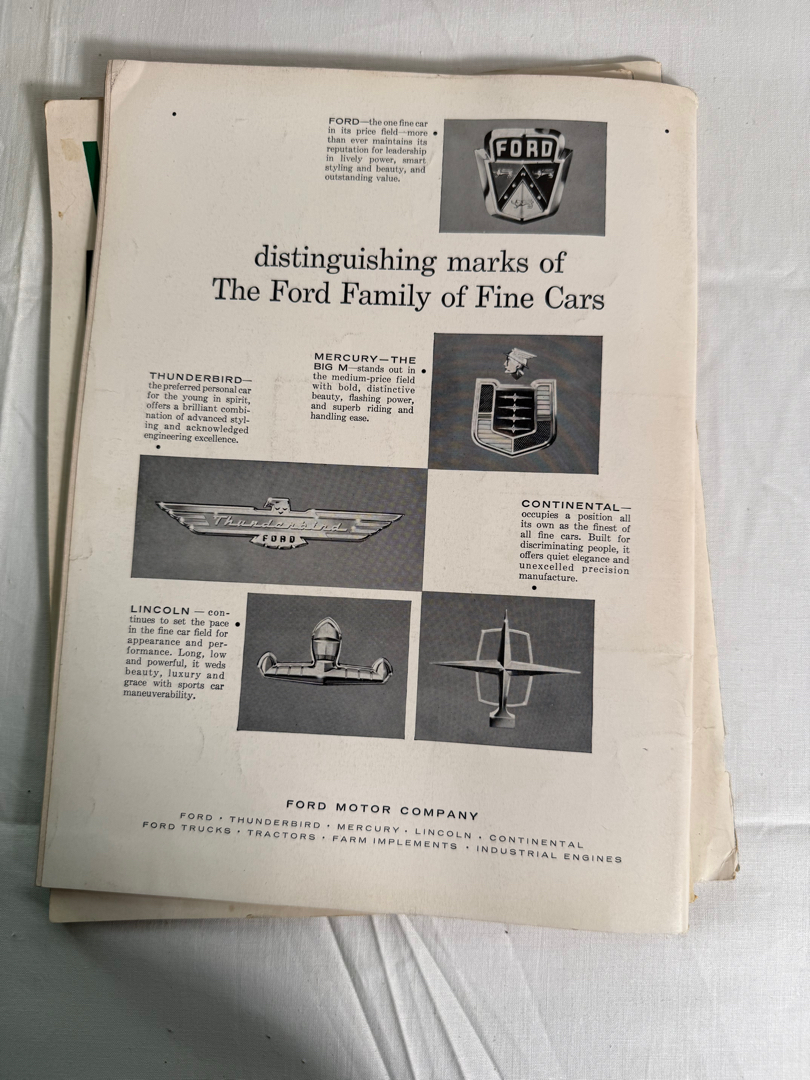 FORD—the one fine car
in its price field—more
than ever maintains its
reputation for leadership
in lively power, smart
styling and beauty, and
outstanding value.
FORD
distinguishing marks of
The Ford Family of Fine Cars
MERCURY—THE
BIG M—stands out in
the medium-price field
with bold, distinctive
beauty, flashing power,
and superb riding and
handling ease.
THUNDERBIRD—
the preferred personal car
for the young in spirit,
offers a brilliant combi-
nation of advanced styl-
ing and acknowledged
engineering excellence.
Thunderbird
FORD
CONTINENTAL—
occupies a position all
its own as the finest of
all fine cars. Built for
discriminating people, it
offers quiet elegance and
unexcelled precision
manufacture.
LINCOLN — con-
tinues to set the pace
in the fine car field for
appearance and per-
formance. Long, low
and powerful, it weds
beauty, luxury and
grace with sports car
maneuverability.
FORD MOTOR COMPANY
FORD • THUNDERBIRD • MERCURY • LINCOLN • CONTINENTAL
FORD TRUCKS • TRACTORS • FARM IMPLEMENTS • INDUSTRIAL ENGINES